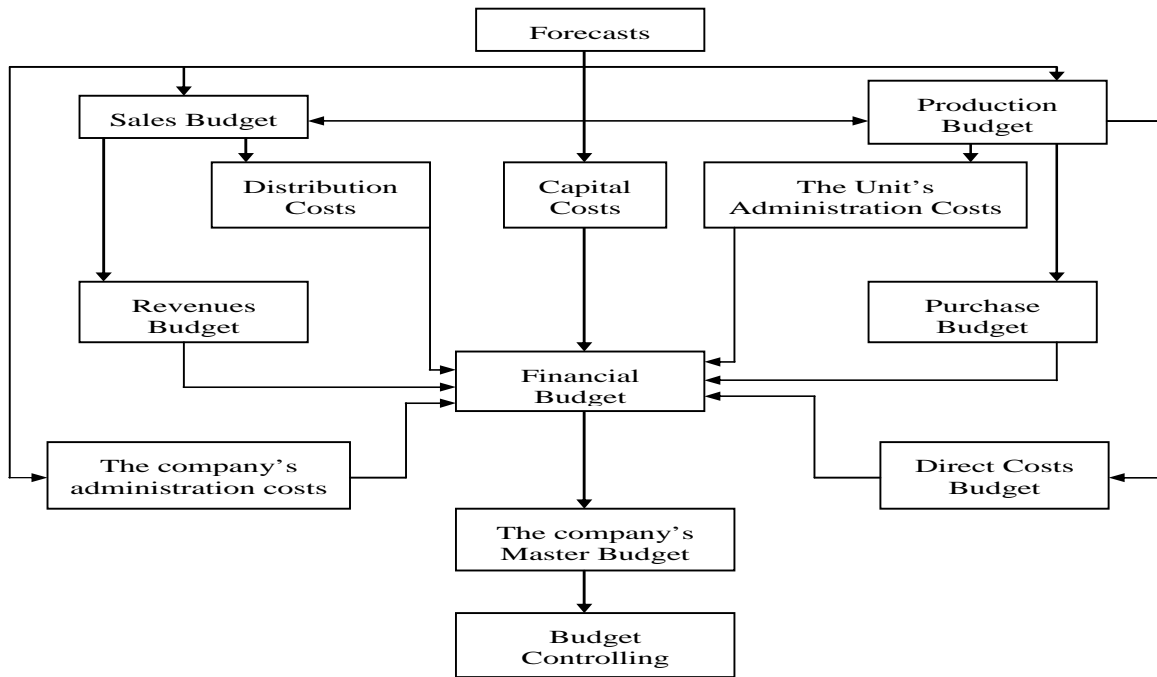 Forecasts
Sales Budget
Production
Budget
Distribution
Costs
Capital
Costs
The Unit’s
Administration Costs
Revenues
Budget
Purchase
Budget
Financial
Budget
The company’s
administration costs
Direct Costs
Budget
The company’s
Master Budget
Budget
Controlling